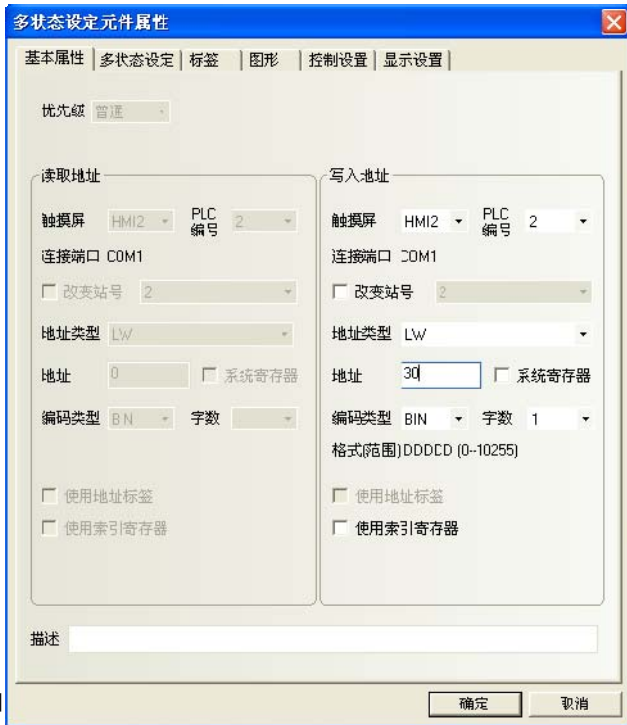 多状态设定元件属性
基本属性 多状态设定 标签 图形 控制设置 显示设置
优先级 普通
读取地址
触摸屏 HMI2 PLC编号 2
连接端口 COM1
改变站号 2
地址类型 LW
地址 0 系统寄存器
编码类型 BIN 字数
使用地址标签
使用索引寄存器
写入地址
触摸屏 HMI2 PLC编号 2
连接端口 COM1
改变站号 2
地址类型 LW
地址 30 系统寄存器
编码类型 BIN 字数 1
格式(范围)DDDDD (0--10255)
使用地址标签
使用索引寄存器
描述
确定 取消